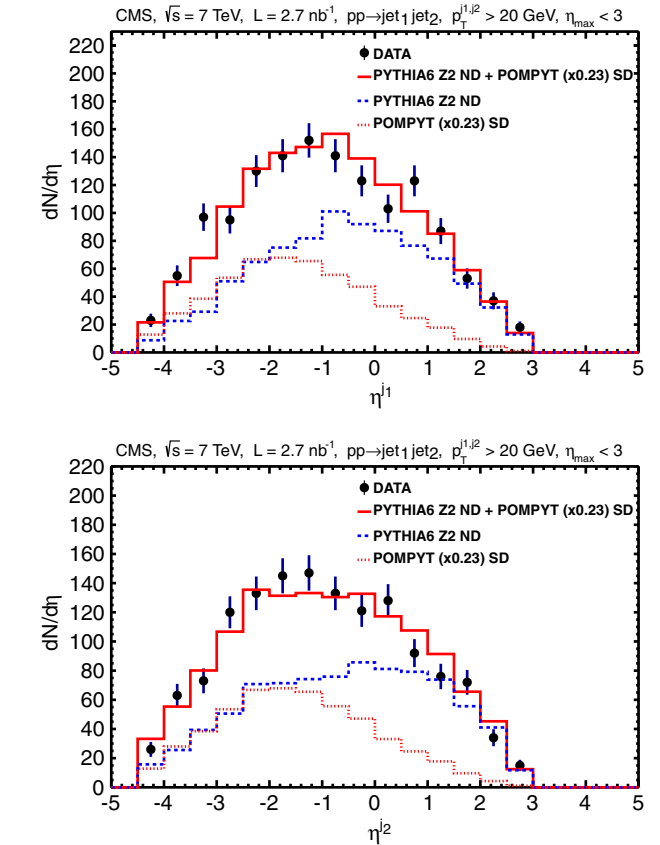 CMS, √s = 7 TeV, L = 2.7 nb⁻¹, pp→jet₁jet₂, p_T^{j1,j2} > 20 GeV, η_max < 3
DATA
PYTHIA6 Z2 ND + POMPYT (x0.23) SD
PYTHIA6 Z2 ND
POMPYT (x0.23) SD
dN/dη
220
200
180
160
140
120
100
80
60
40
20
0
-5 -4 -3 -2 -1 0 1 2 3 4 5
η^{j1}
CMS, √s = 7 TeV, L = 2.7 nb⁻¹, pp→jet₁jet₂, p_T^{j1,j2} > 20 GeV, η_max < 3
DATA
PYTHIA6 Z2 ND + POMPYT (x0.23) SD
PYTHIA6 Z2 ND
POMPYT (x0.23) SD
dN/dη
220
200
180
160
140
120
100
80
60
40
20
0
-5 -4 -3 -2 -1 0 1 2 3 4 5
η^{j2}